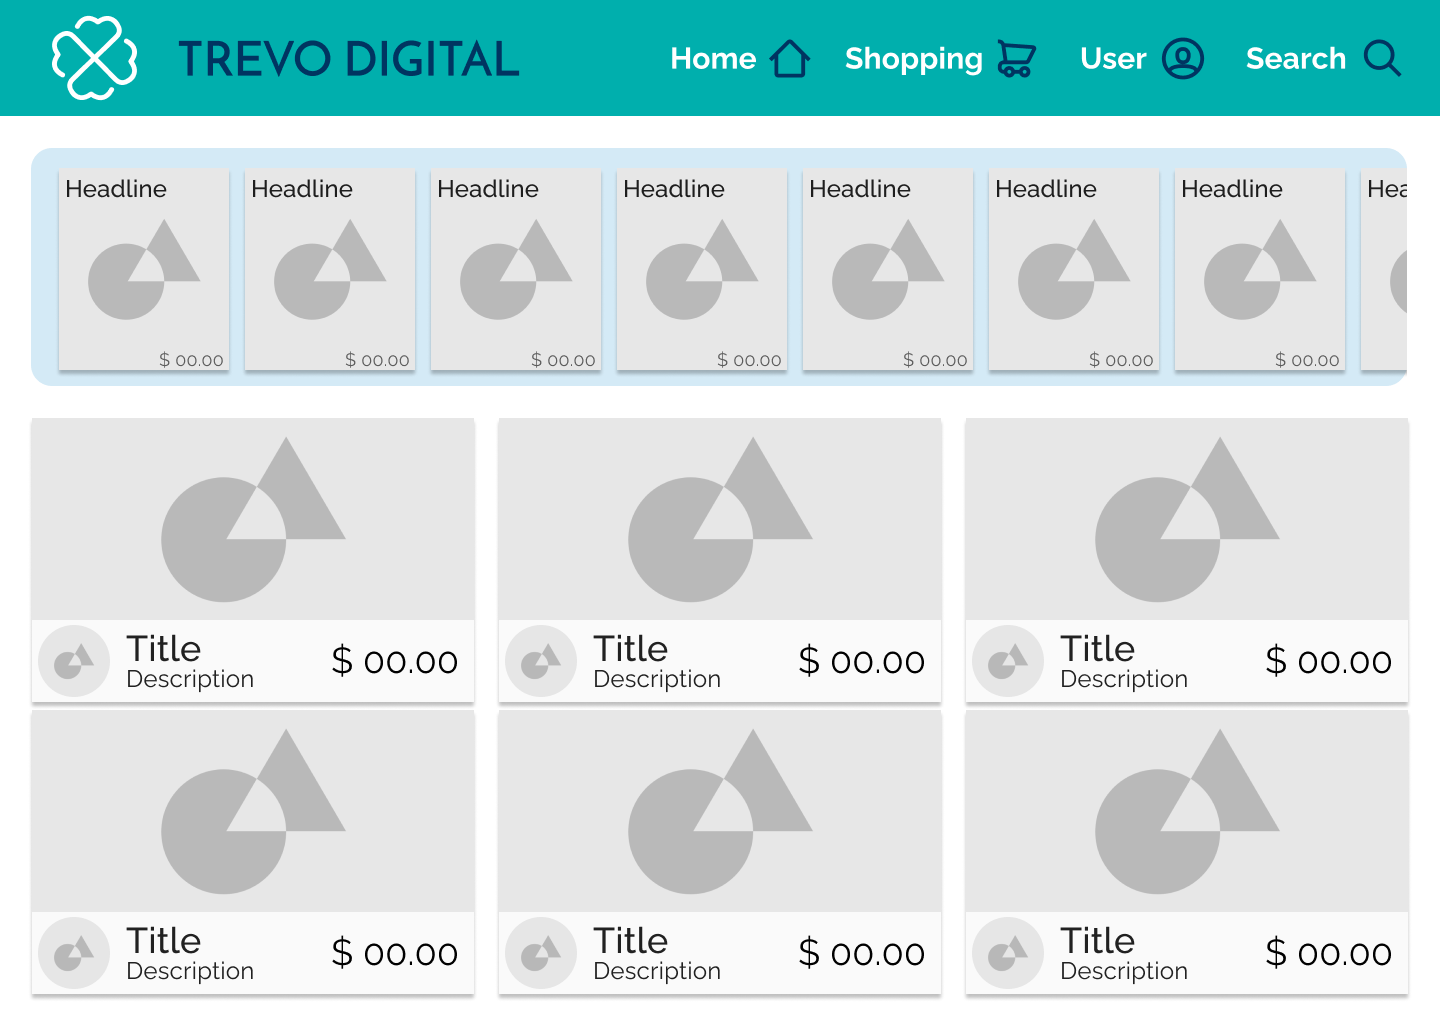 TREVO DIGITAL
Home Shopping User Search
Headline Headline Headline Headline Headline Headline Headline Hea
$ 00.00 $ 00.00 $ 00.00 $ 00.00 $ 00.00 $ 00.00 $ 00.00
Title $ 00.00 Title $ 00.00 Title $ 00.00
Description Description Description
Title $ 00.00 Title $ 00.00 Title $ 00.00
Description Description Description